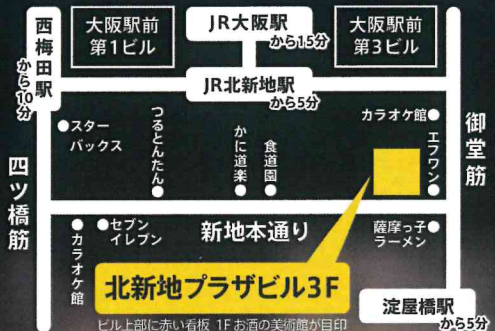 西梅田駅
から10分
大阪駅前
第1ビル
JR大阪駅
から15分
大阪駅前
第3ビル
JR北新地駅
から5分
御堂筋
四ツ橋筋
スター
バックス
つるとんたん
かに道楽
食道園
カラオケ館
エフワン
カラオケ館
セブン
イレブン
新地本通り
薩摩っ子
ラーメン
北新地プラザビル3F
淀屋橋駅
から5分
ビル上部に赤い看板 1Fお酒の美術館が目印